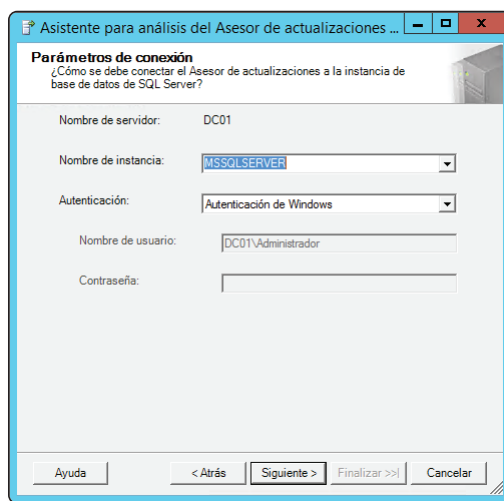 Asistente para análisis del Asesor de actualizaciones ...
Parámetros de conexión
¿Cómo se debe conectar el Asesor de actualizaciones a la instancia de
base de datos de SQL Server?
Nombre de servidor: DC01
Nombre de instancia: MSSQLSERVER
Autenticación: Autenticación de Windows
Nombre de usuario: DC01\Administrador
Contraseña:
Ayuda < Atrás Siguiente > Finalizar >>| Cancelar